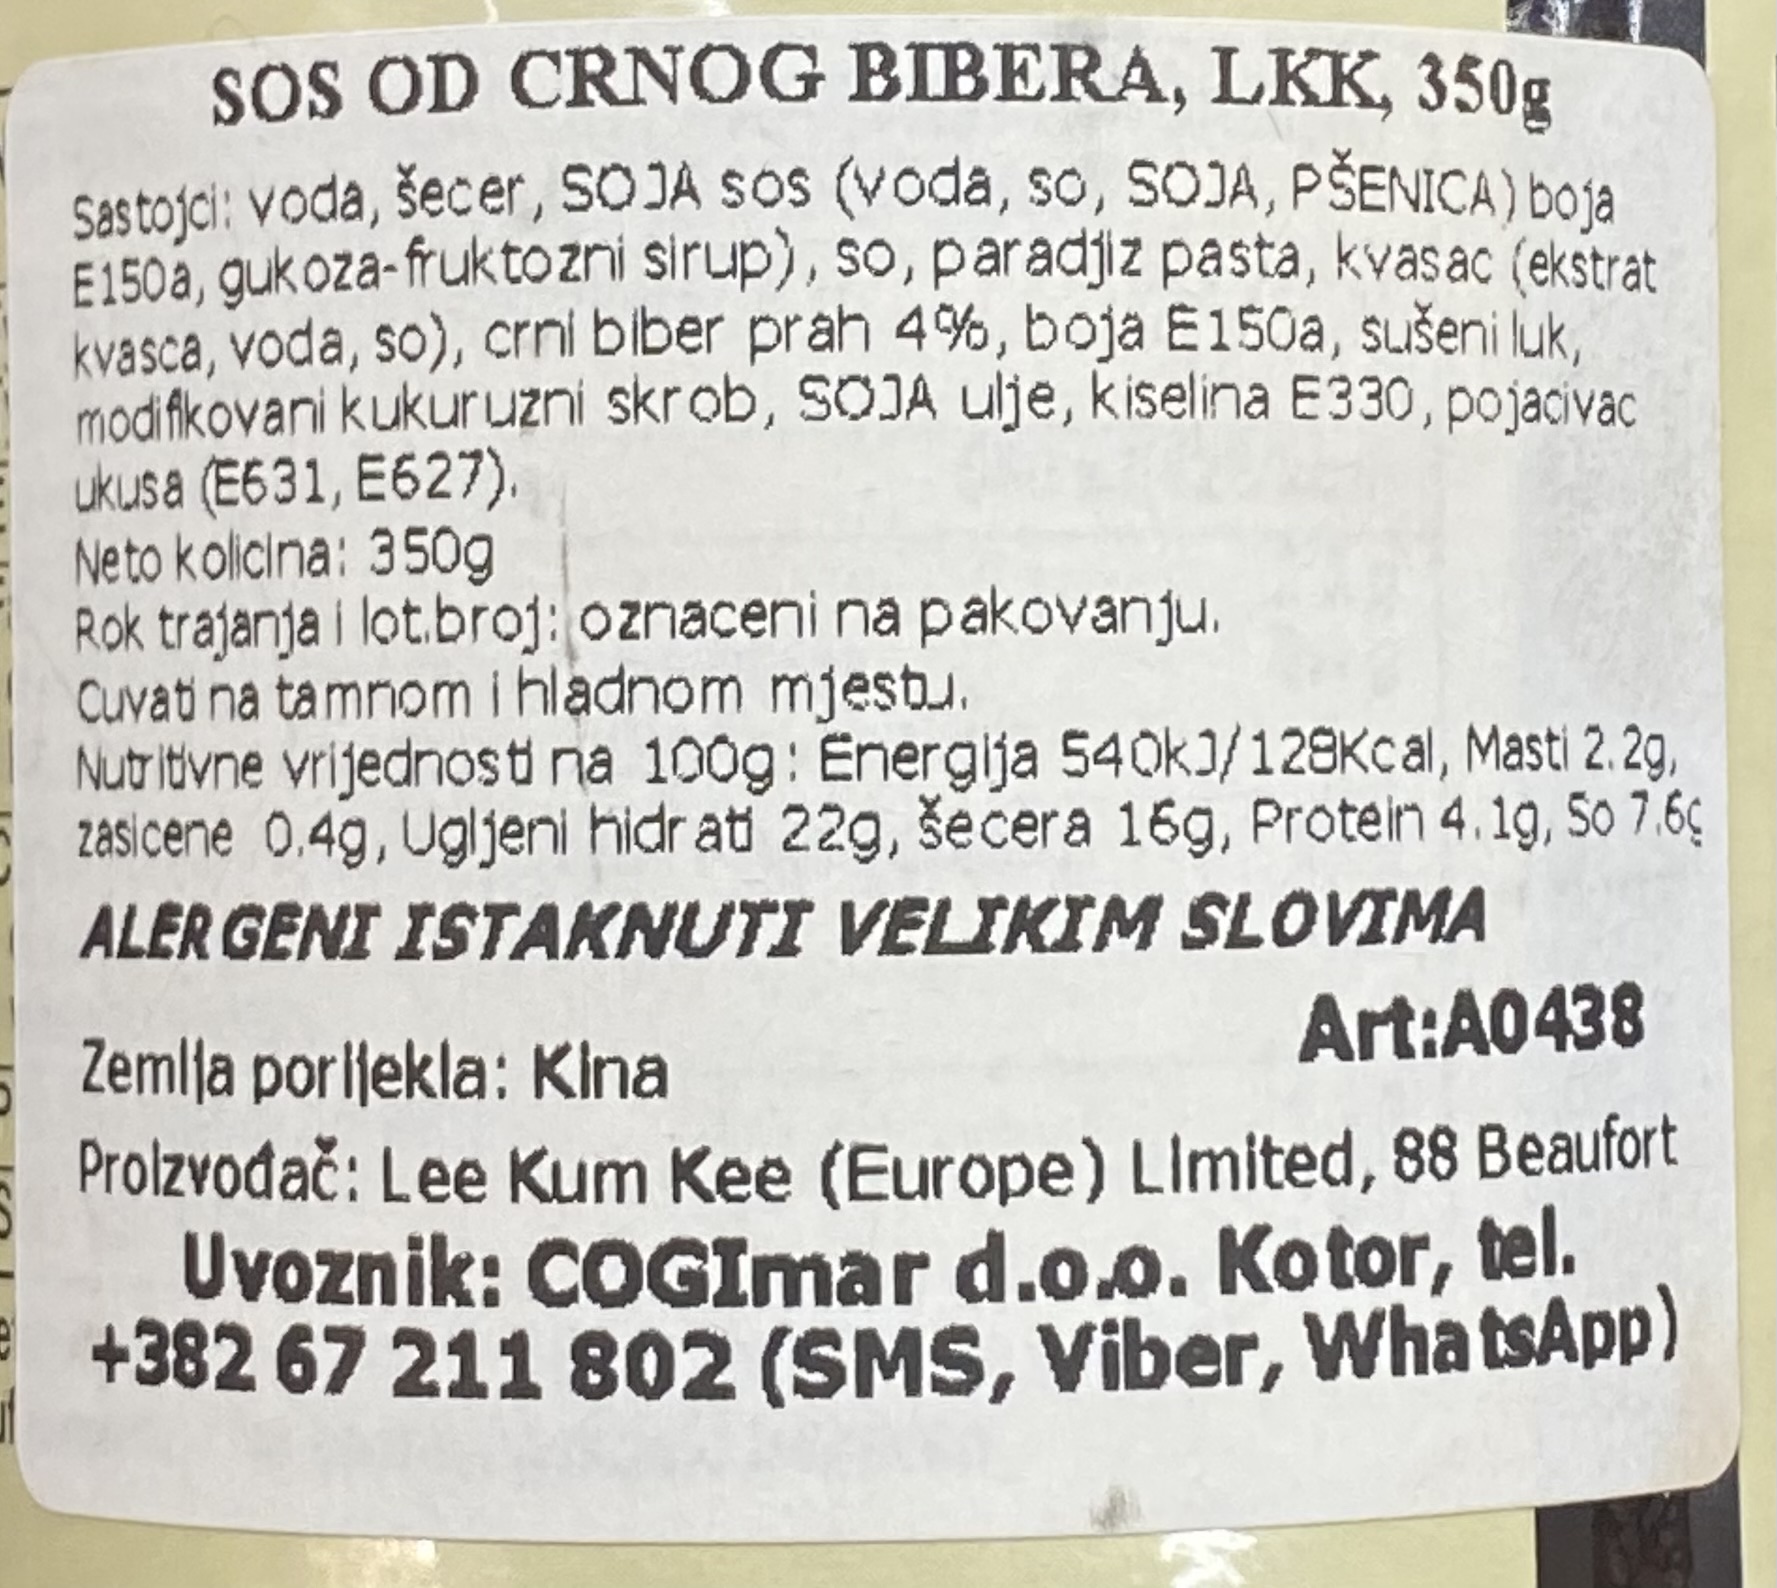 SOS OD CRNOG BIBERA, LKK, 350g
Sastojci: voda, šecer, SOJA sos (voda, so, SOJA, PŠENICA) boja
E150a, gukoza-fruktozni sirup), so, paradjiz pasta, kvasac (ekstrat
kvasca, voda, so), crni biber prah 4%, boja E150a, sušeni luk,
modifikovani kukuruzni skrob, SOJA ulje, kiselina E330, pojacivac
ukusa (E631, E627).
Neto kolicina: 350g
Rok trajanja i lot.broj: oznaceni na pakovanju.
Cuvati na tamnom i hladnom mjestu.
Nutritivne vrijednosti na 100g: Energija 540kJ/128Kcal, Masti 2.2g,
zasicene 0.4g, Ugljeni hidrati 22g, šecera 16g, Protein 4.1g, So 7.6g
ALERGENI ISTAKNUTI VELIKIM SLOVIMA
Art:A0438
Zemlja porijekla: Kina
Proizvođač: Lee Kum Kee (Europe) Limited, 88 Beaufort
Uvoznik: COGImar d.o.o. Kotor, tel.
+382 67 211 802 (SMS, Viber, WhatsApp)